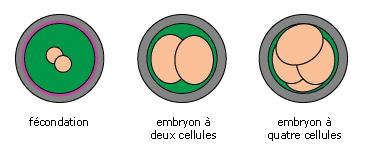 fécondation
embryon à
deux cellules
embryon à
quatre cellules